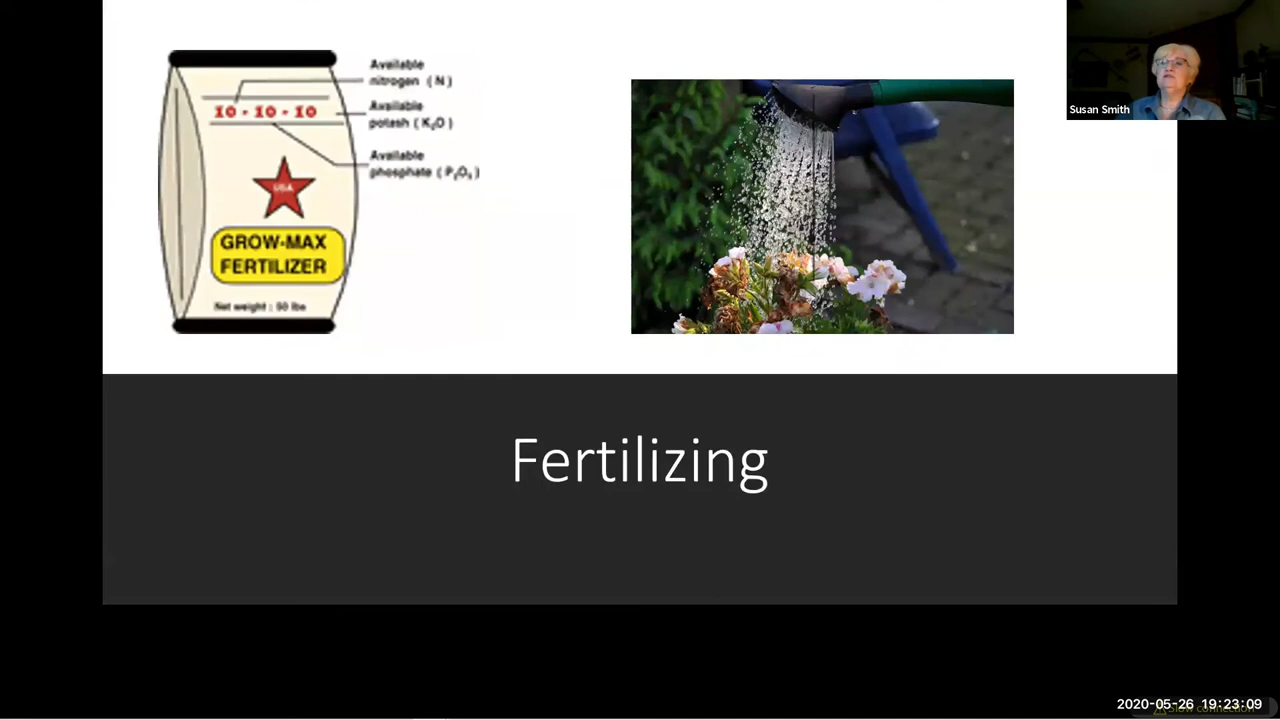 Available
nitrogen ( N )
10 - 10 - 10
Available
potash ( K₂O )
Available
phosphate ( P₂O₅ )
USA
GROW-MAX
FERTILIZER
Net weight : 50 lbs
Susan Smith
Fertilizing
2020-05-26 19:23:09